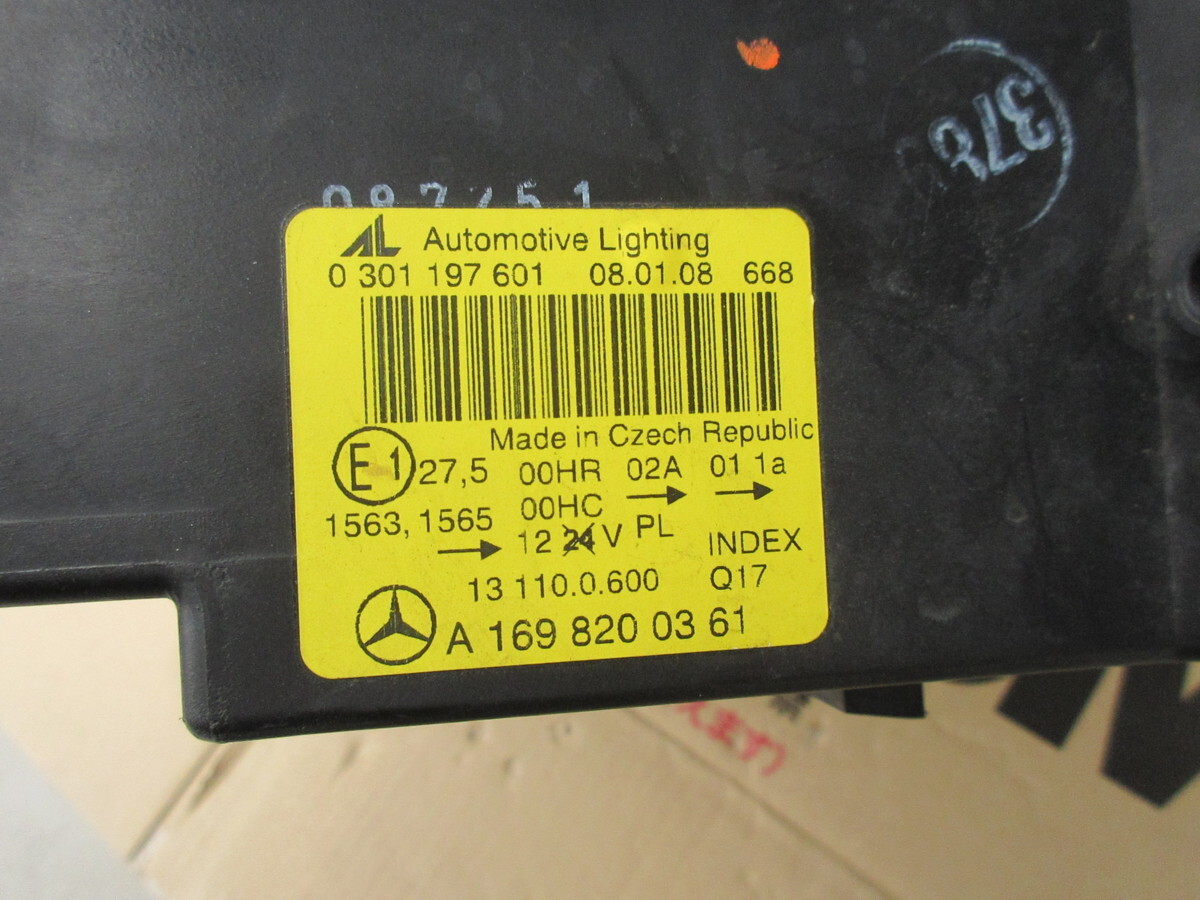 378
Automotive Lighting
0 301 197 601 08.01.08 668
Made in Czech Republic
E1 27,5 00HR 02A 01 1a
00HC → →
1563, 1565
→ 12 24 V PL INDEX
13 110.0.600 Q17
A 169 820 03 61